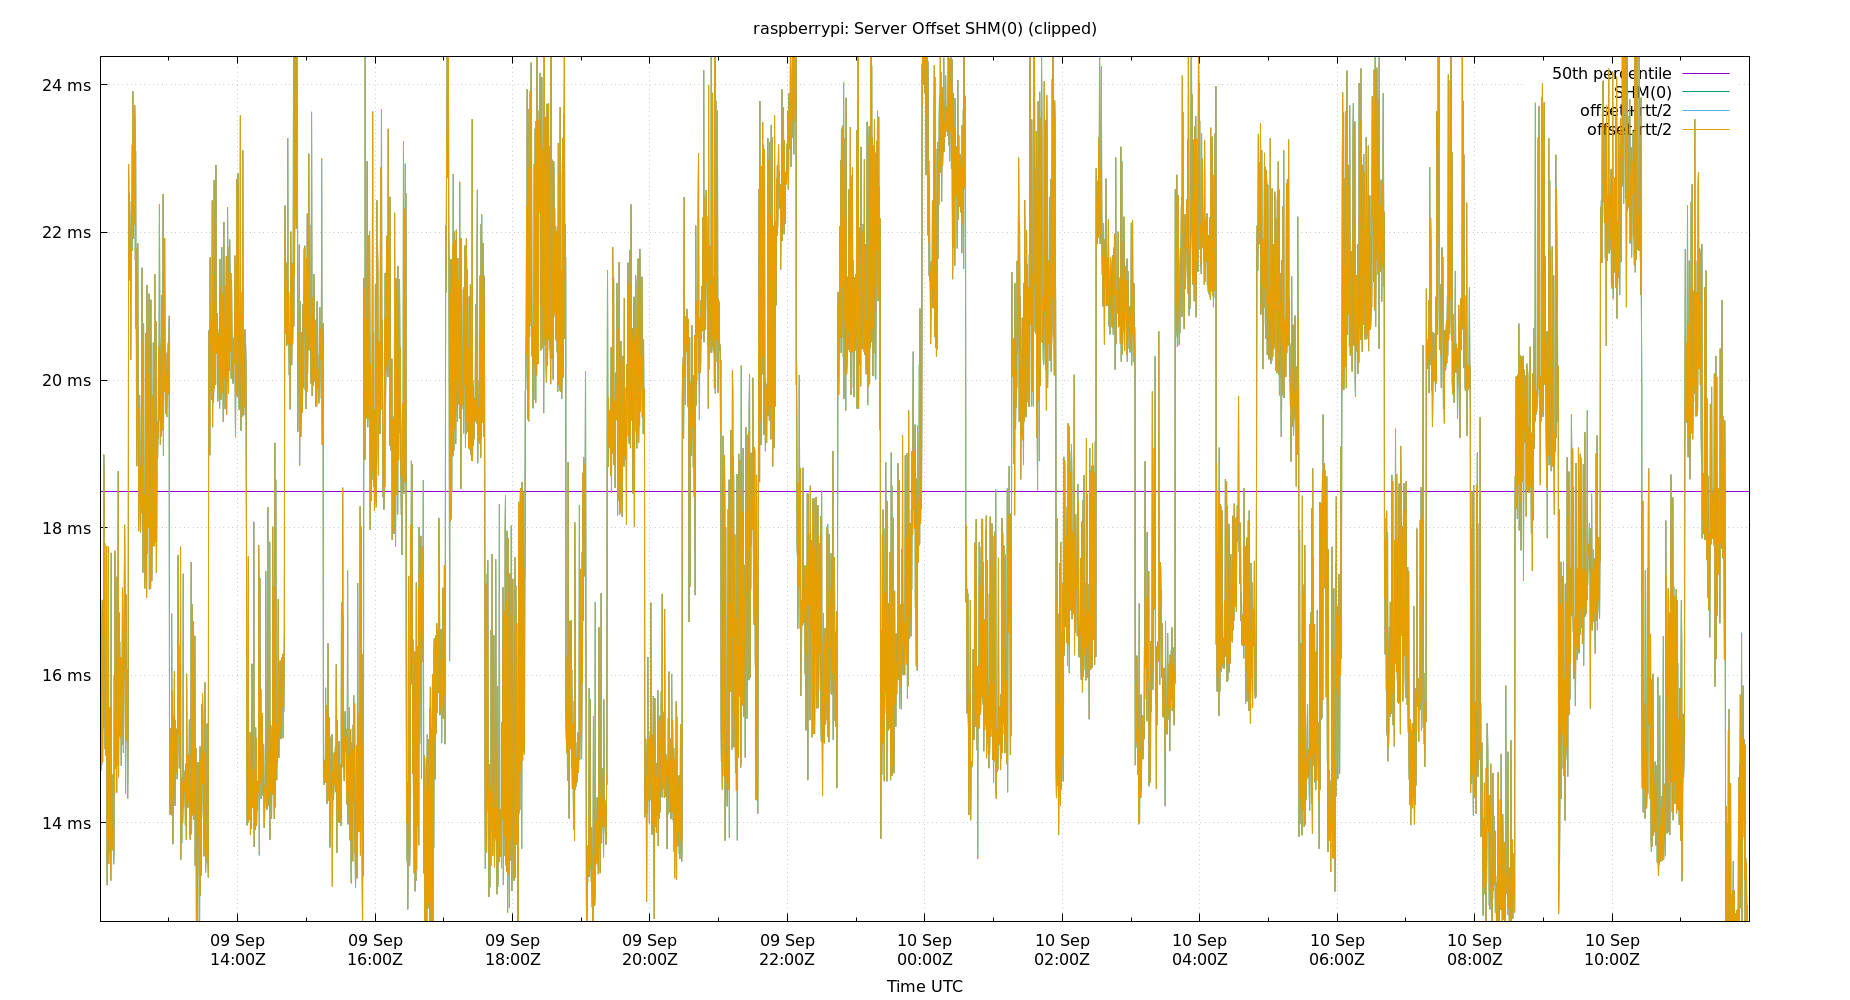 raspberrypi: Server Offset SHM(0) (clipped)
24 ms
22 ms
20 ms
18 ms
16 ms
14 ms
50th percentile
SHM(0)
offset+rtt/2
offset-rtt/2
09 Sep
14:00Z
09 Sep
16:00Z
09 Sep
18:00Z
09 Sep
20:00Z
09 Sep
22:00Z
10 Sep
00:00Z
10 Sep
02:00Z
10 Sep
04:00Z
10 Sep
06:00Z
10 Sep
08:00Z
10 Sep
10:00Z
Time UTC